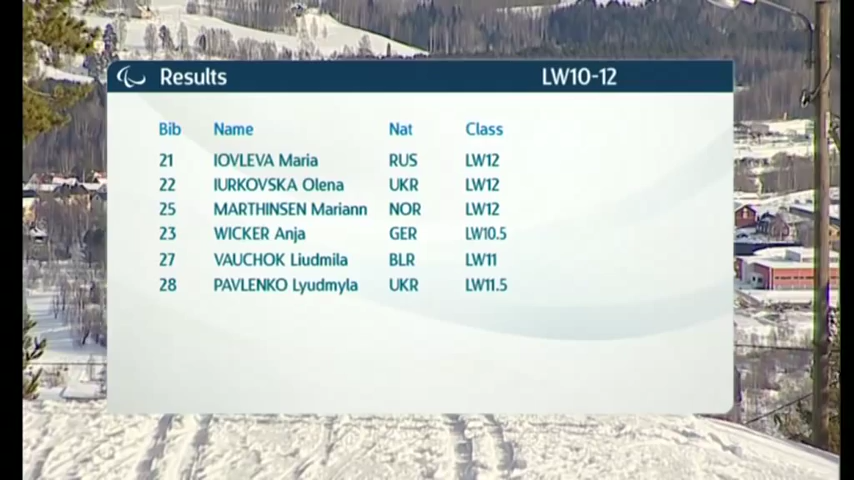 Results LW10-12
Bib Name Nat Class
21 IOVLEVA Maria RUS LW12
22 IURKOVSKA Olena UKR LW12
25 MARTHINSEN Mariann NOR LW12
23 WICKER Anja GER LW10.5
27 VAUCHOK Liudmila BLR LW11
28 PAVLENKO Lyudmyla UKR LW11.5